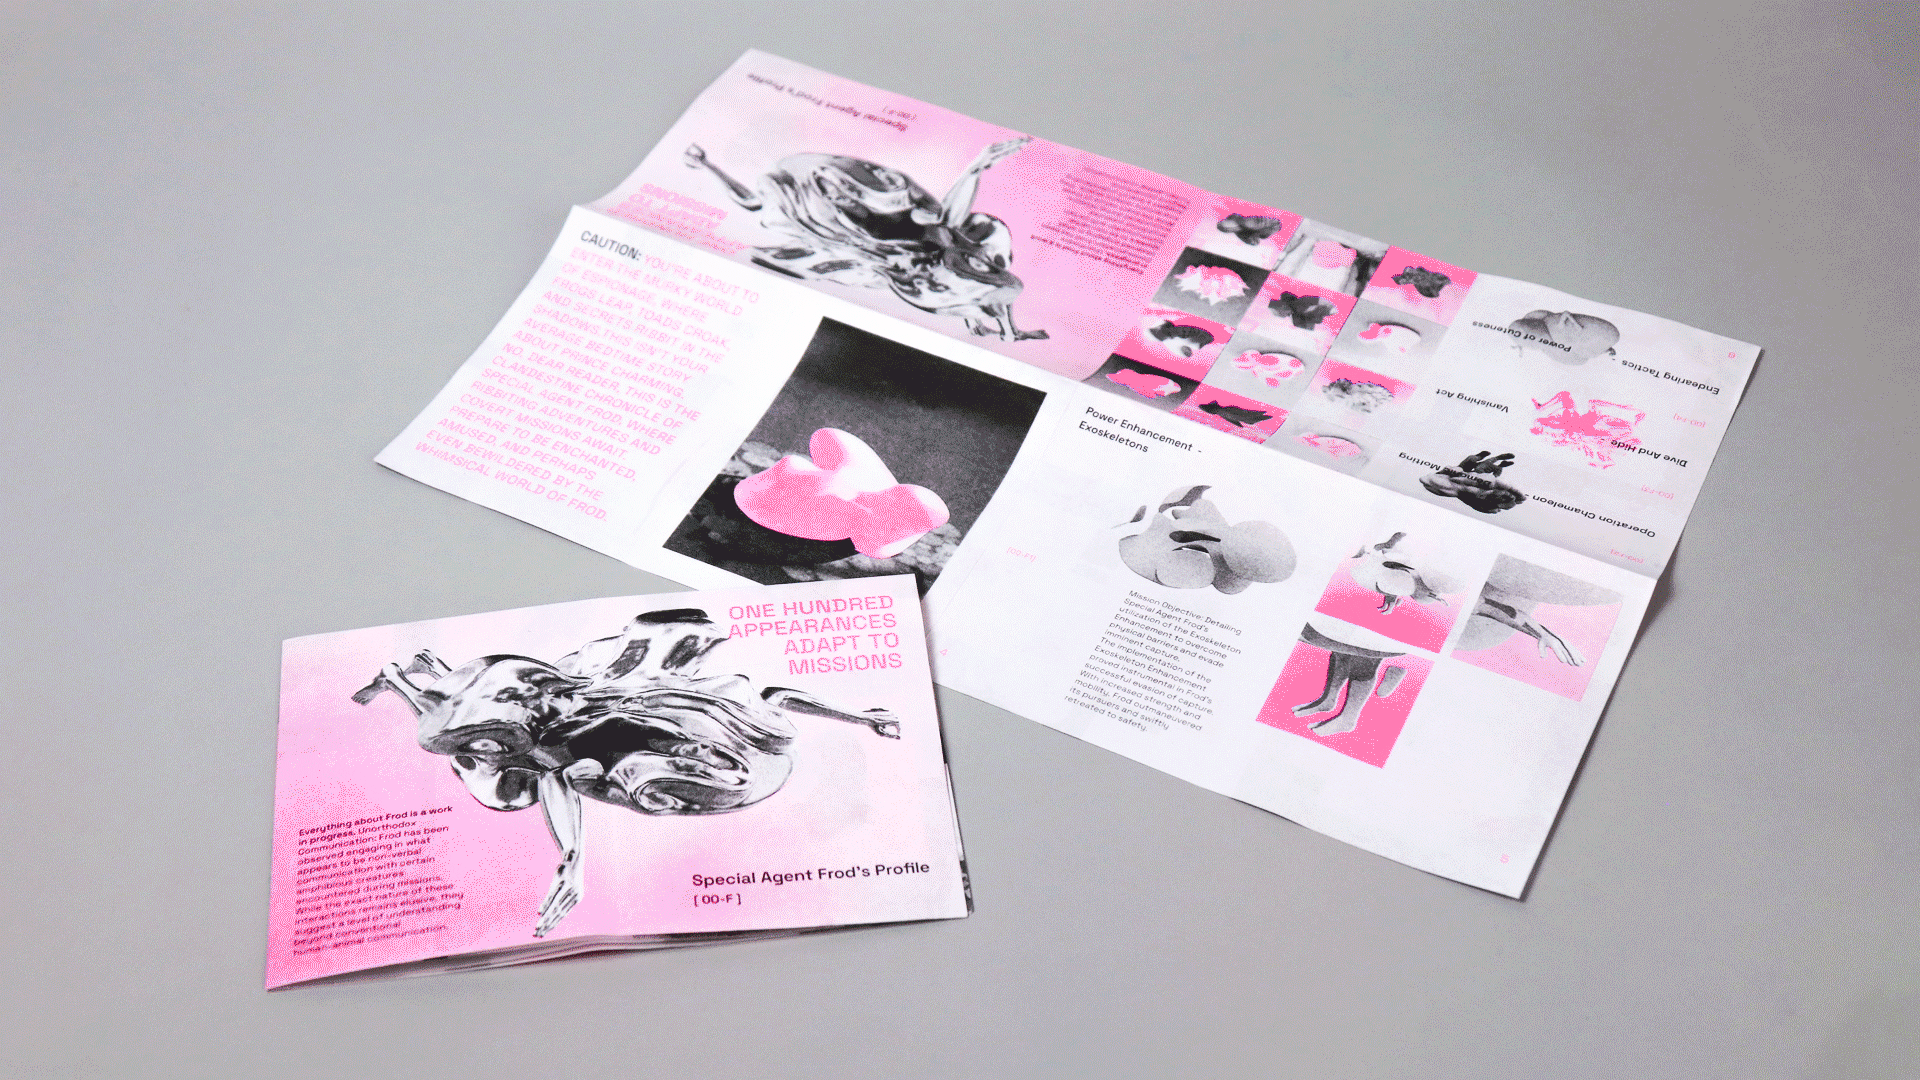 Special Agent Frod's Profile
[ 00-F ]
CAUTION: YOU'RE ABOUT TO
ENTER THE MURKY WORLD
OF ESPIONAGE, WHERE
FROGS LEAP, TOADS CROAK,
AND SECRETS RIBBIT IN THE
SHADOWS. THIS ISN'T YOUR
AVERAGE BEDTIME STORY
ABOUT PRINCE CHARMING.
NO, DEAR READER, THIS IS THE
CLANDESTINE CHRONICLE OF
SPECIAL AGENT FROD, WHERE
RIBBITING ADVENTURES AND
COVERT MISSIONS AWAIT.
PREPARE TO BE ENCHANTED,
AMUSED, AND PERHAPS
EVEN BEWILDERED BY THE
WHIMSICAL WORLD OF FROD.
[00-F1]
4
Power Enhancement -
Exoskeletons
Mission Objective: Detailing
Special Agent Frod's
utilization of the Exoskeleton
Enhancement to overcome
physical barriers and evade
imminent capture.
The implementation of the
Exoskeleton Enhancement
proved instrumental in Frod's
successful evasion of capture.
With increased strength and
mobility, Frod outmaneuvered
its pursuers and swiftly
retreated to safety.
5
Operation Chameleon -
[00-F3]
Dive And Hide -
Vanishing Act
[00-F4]
Endearing Tactics -
Power of Cuteness
6
ONE HUNDRED
APPEARANCES
ADAPT TO
MISSIONS
Everything about Frod is a work
in progress. Unorthodox
Communication: Frod has been
observed engaging in what
appears to be non-verbal
communication with certain
amphibious creatures
encountered during missions.
While the exact nature of these
interactions remains elusive, they
suggest a level of understanding
beyond conventional
human-animal communication.
Special Agent Frod's Profile
[ 00-F ]